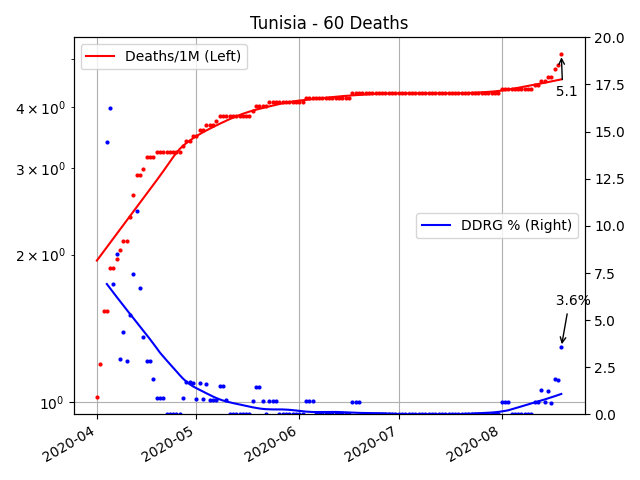 Tunisia - 60 Deaths
Deaths/1M (Left)
DDRG % (Right)
5.1
3.6%
4 × 10⁰
3 × 10⁰
2 × 10⁰
10⁰
20.0
17.5
15.0
12.5
10.0
7.5
5.0
2.5
0.0
2020-04
2020-05
2020-06
2020-07
2020-08